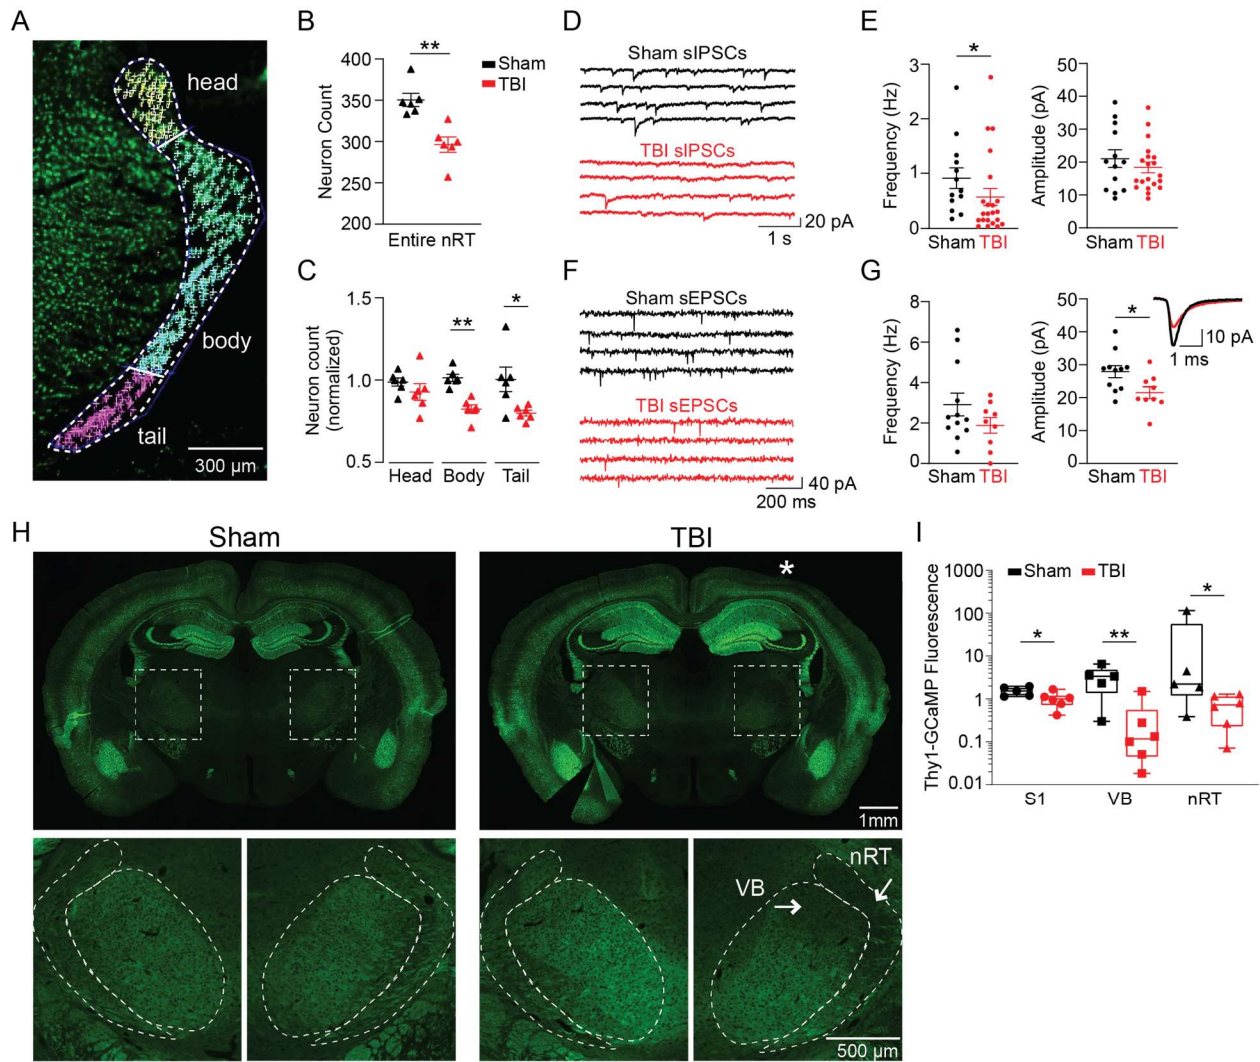 A
head
body
tail
300 µm
B
**
Sham
TBI
Neuron Count
400
350
300
250
200
Entire nRT
C
*
**
Neuron count
(normalized)
1.5
1.0
0.5
Head Body Tail
D
Sham sIPSCs
TBI sIPSCs
20 pA
1 s
E
*
Frequency (Hz)
3
2
1
0
Sham TBI
Amplitude (pA)
50
40
30
20
10
0
Sham TBI
F
Sham sEPSCs
TBI sEPSCs
40 pA
200 ms
G
Frequency (Hz)
8
6
4
2
0
Sham TBI
Amplitude (pA)
50
40
30
20
10
0
*
10 pA
1 ms
Sham TBI
H
Sham
TBI
*
1mm
VB
nRT
500 µm
I
Sham TBI
Thy1-GCaMP Fluorescence
1000
100
10
1
0.1
0.01
*
**
*
S1 VB nRT